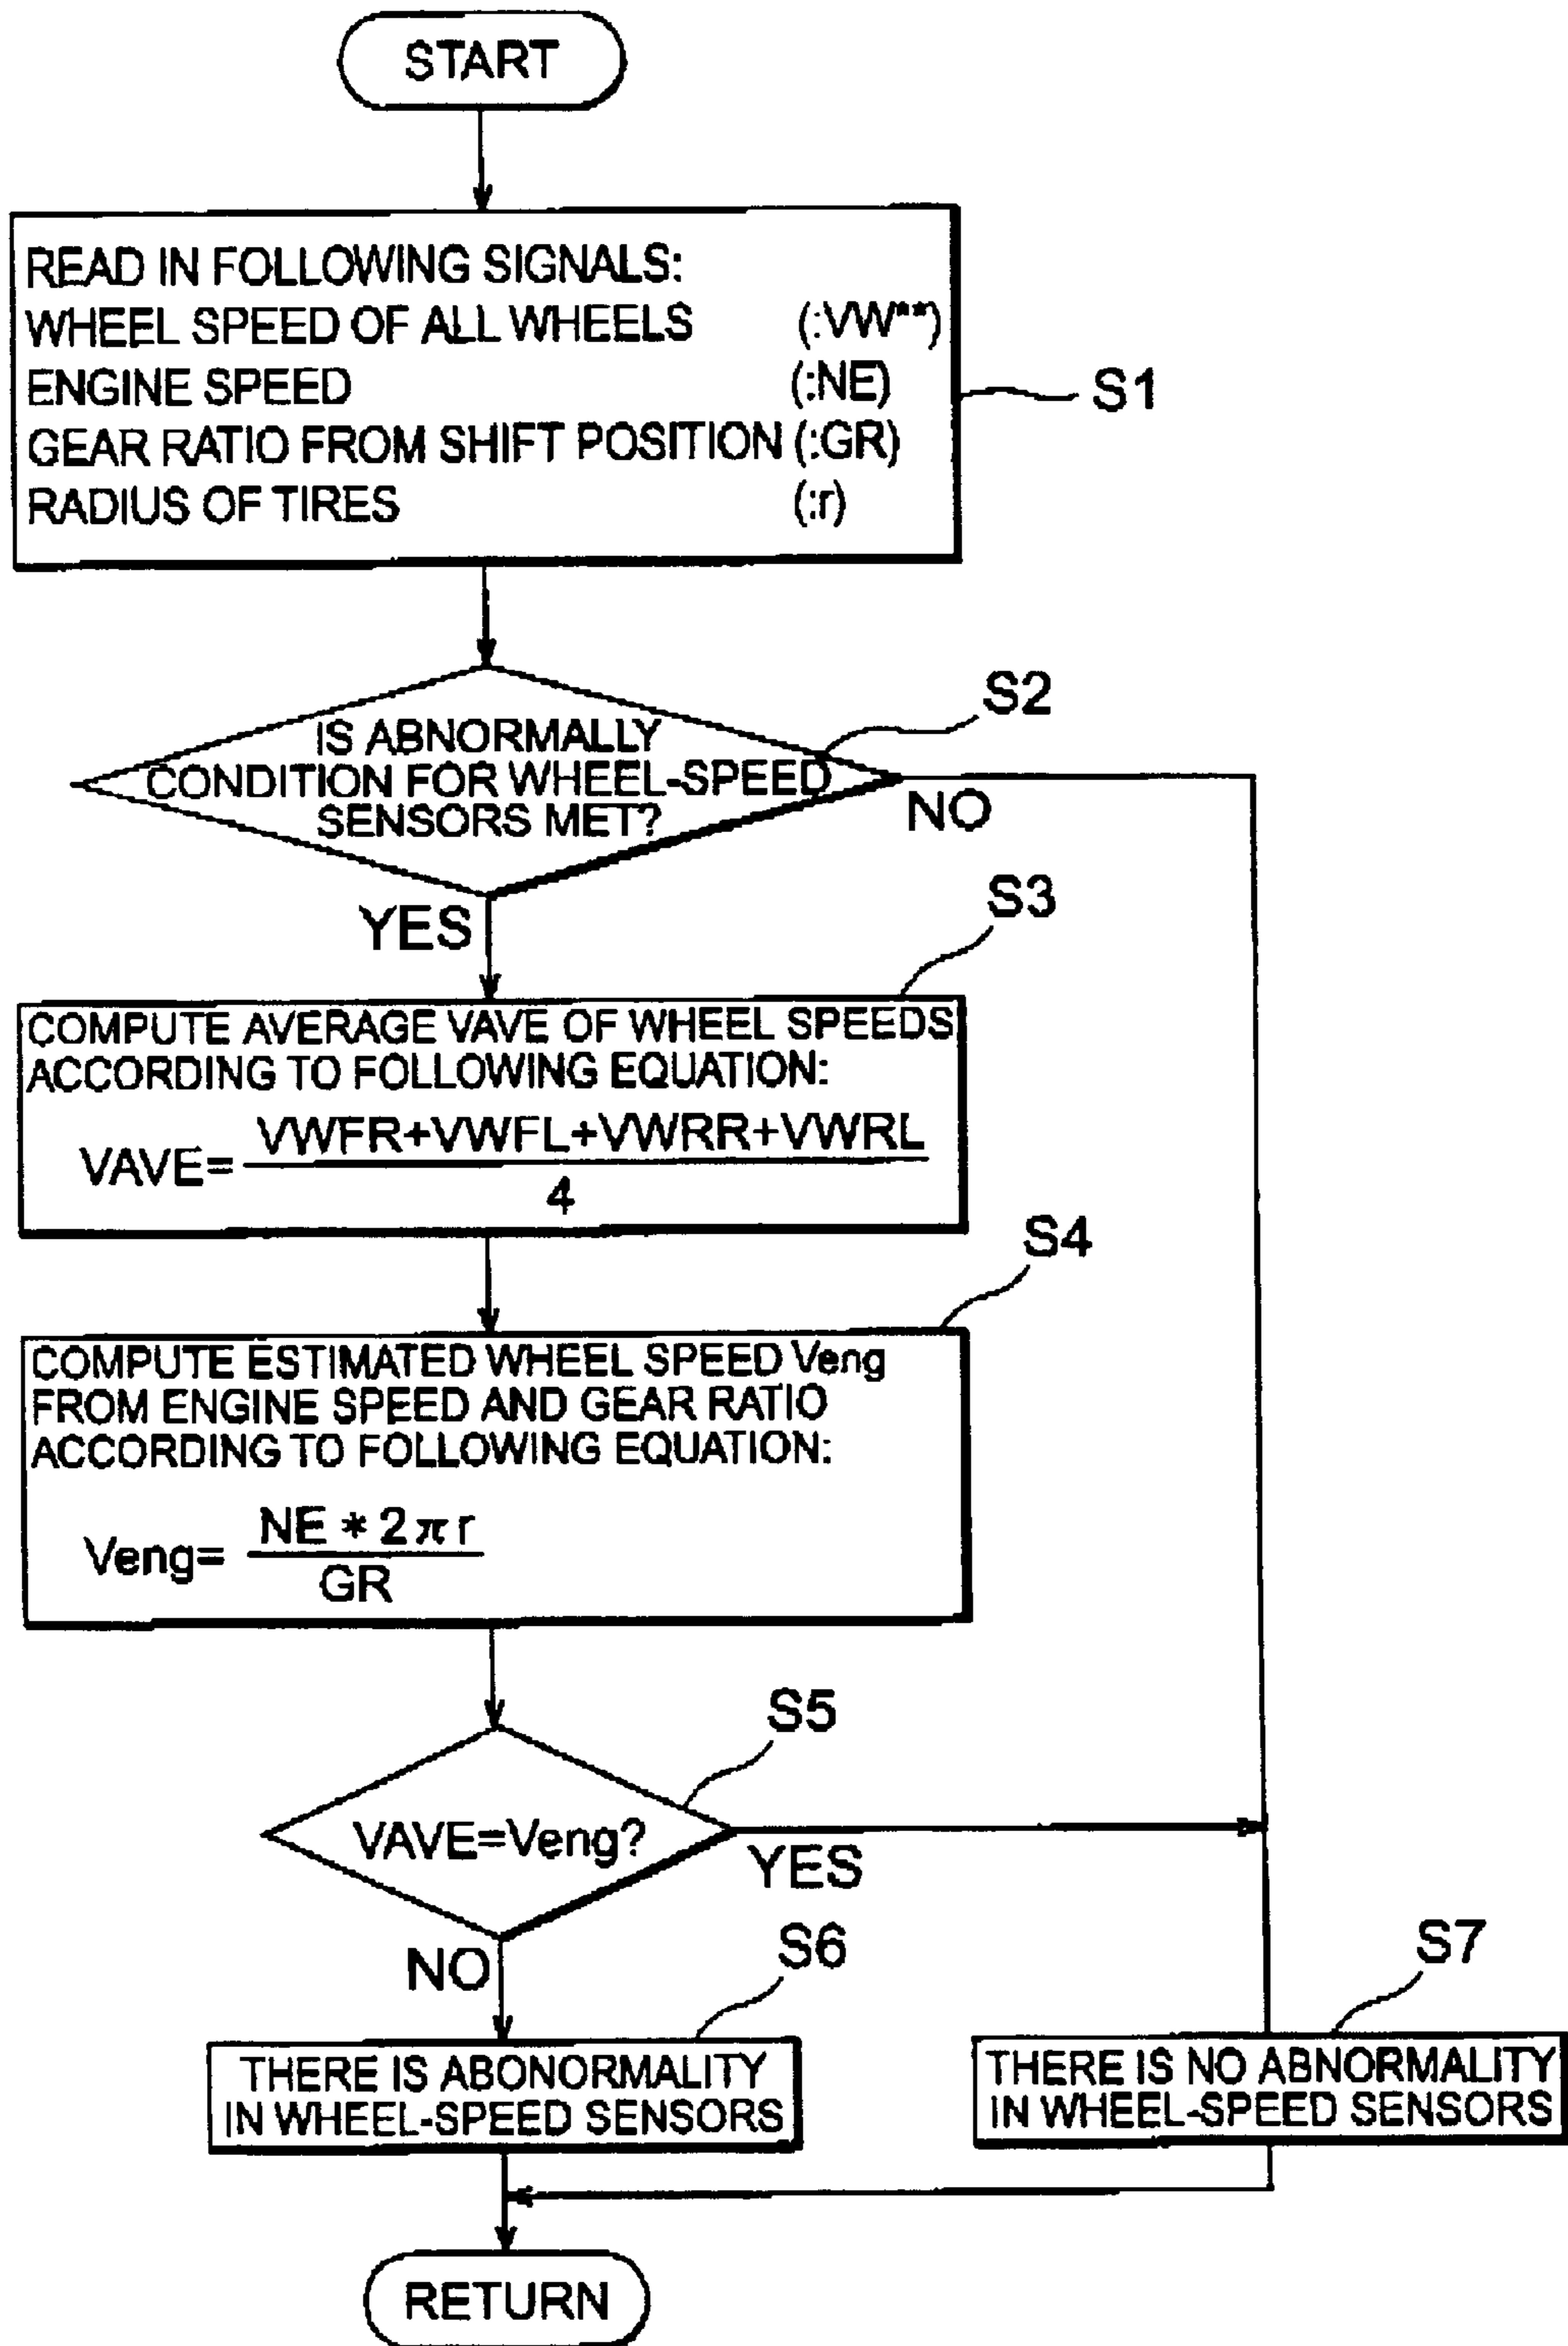 START
READ IN FOLLOWING SIGNALS:
WHEEL SPEED OF ALL WHEELS (:VW**)
ENGINE SPEED (:NE)
GEAR RATIO FROM SHIFT POSITION (:GR)
RADIUS OF TIRES (:r)
S1
IS ABNORMALLY
CONDITION FOR WHEEL-SPEED
SENSORS MET?
S2
NO
YES
S3
COMPUTE AVERAGE VAVE OF WHEEL SPEEDS
ACCORDING TO FOLLOWING EQUATION:
VAVE= VWFR+VWFL+VWRR+VWRL
4
S4
COMPUTE ESTIMATED WHEEL SPEED Veng
FROM ENGINE SPEED AND GEAR RATIO
ACCORDING TO FOLLOWING EQUATION:
Veng= NE * 2πr
GR
S5
VAVE=Veng?
YES
NO
S6
S7
THERE IS ABONORMALITY
IN WHEEL-SPEED SENSORS
THERE IS NO ABNORMALITY
IN WHEEL-SPEED SENSORS
RETURN